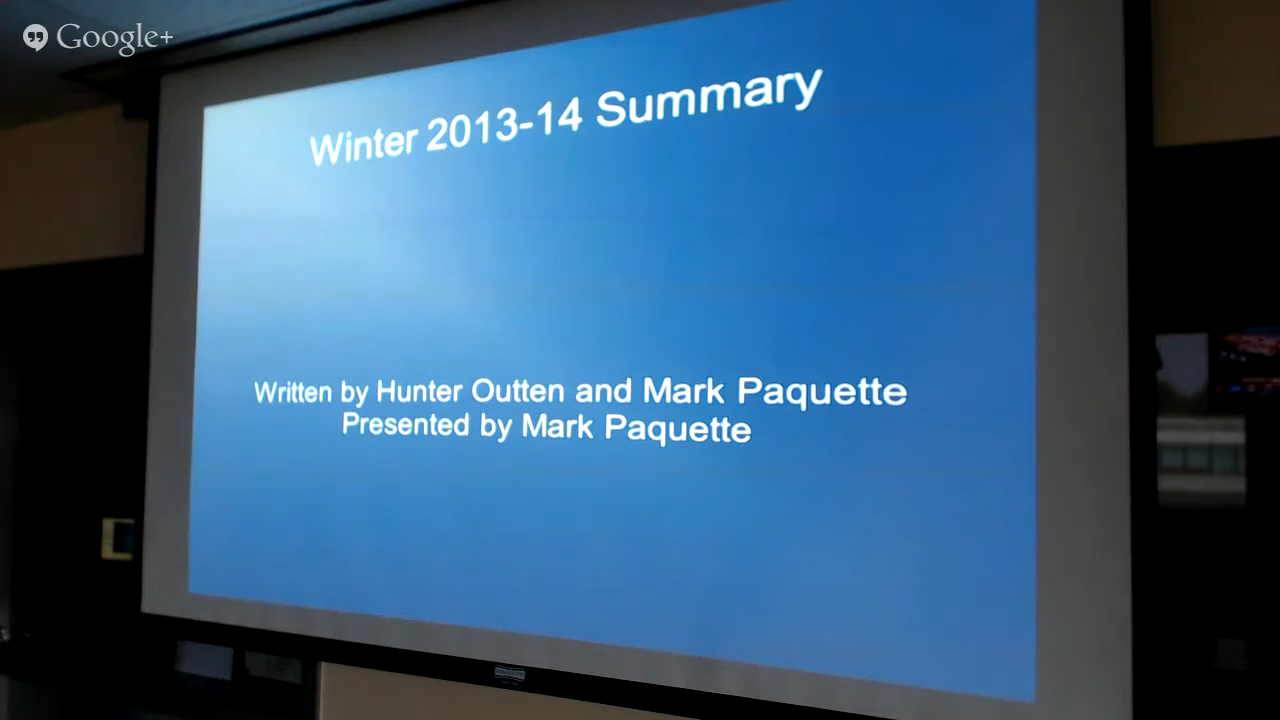 Google+
Winter 2013-14 Summary
Written by Hunter Outten and Mark Paquette
Presented by Mark Paquette